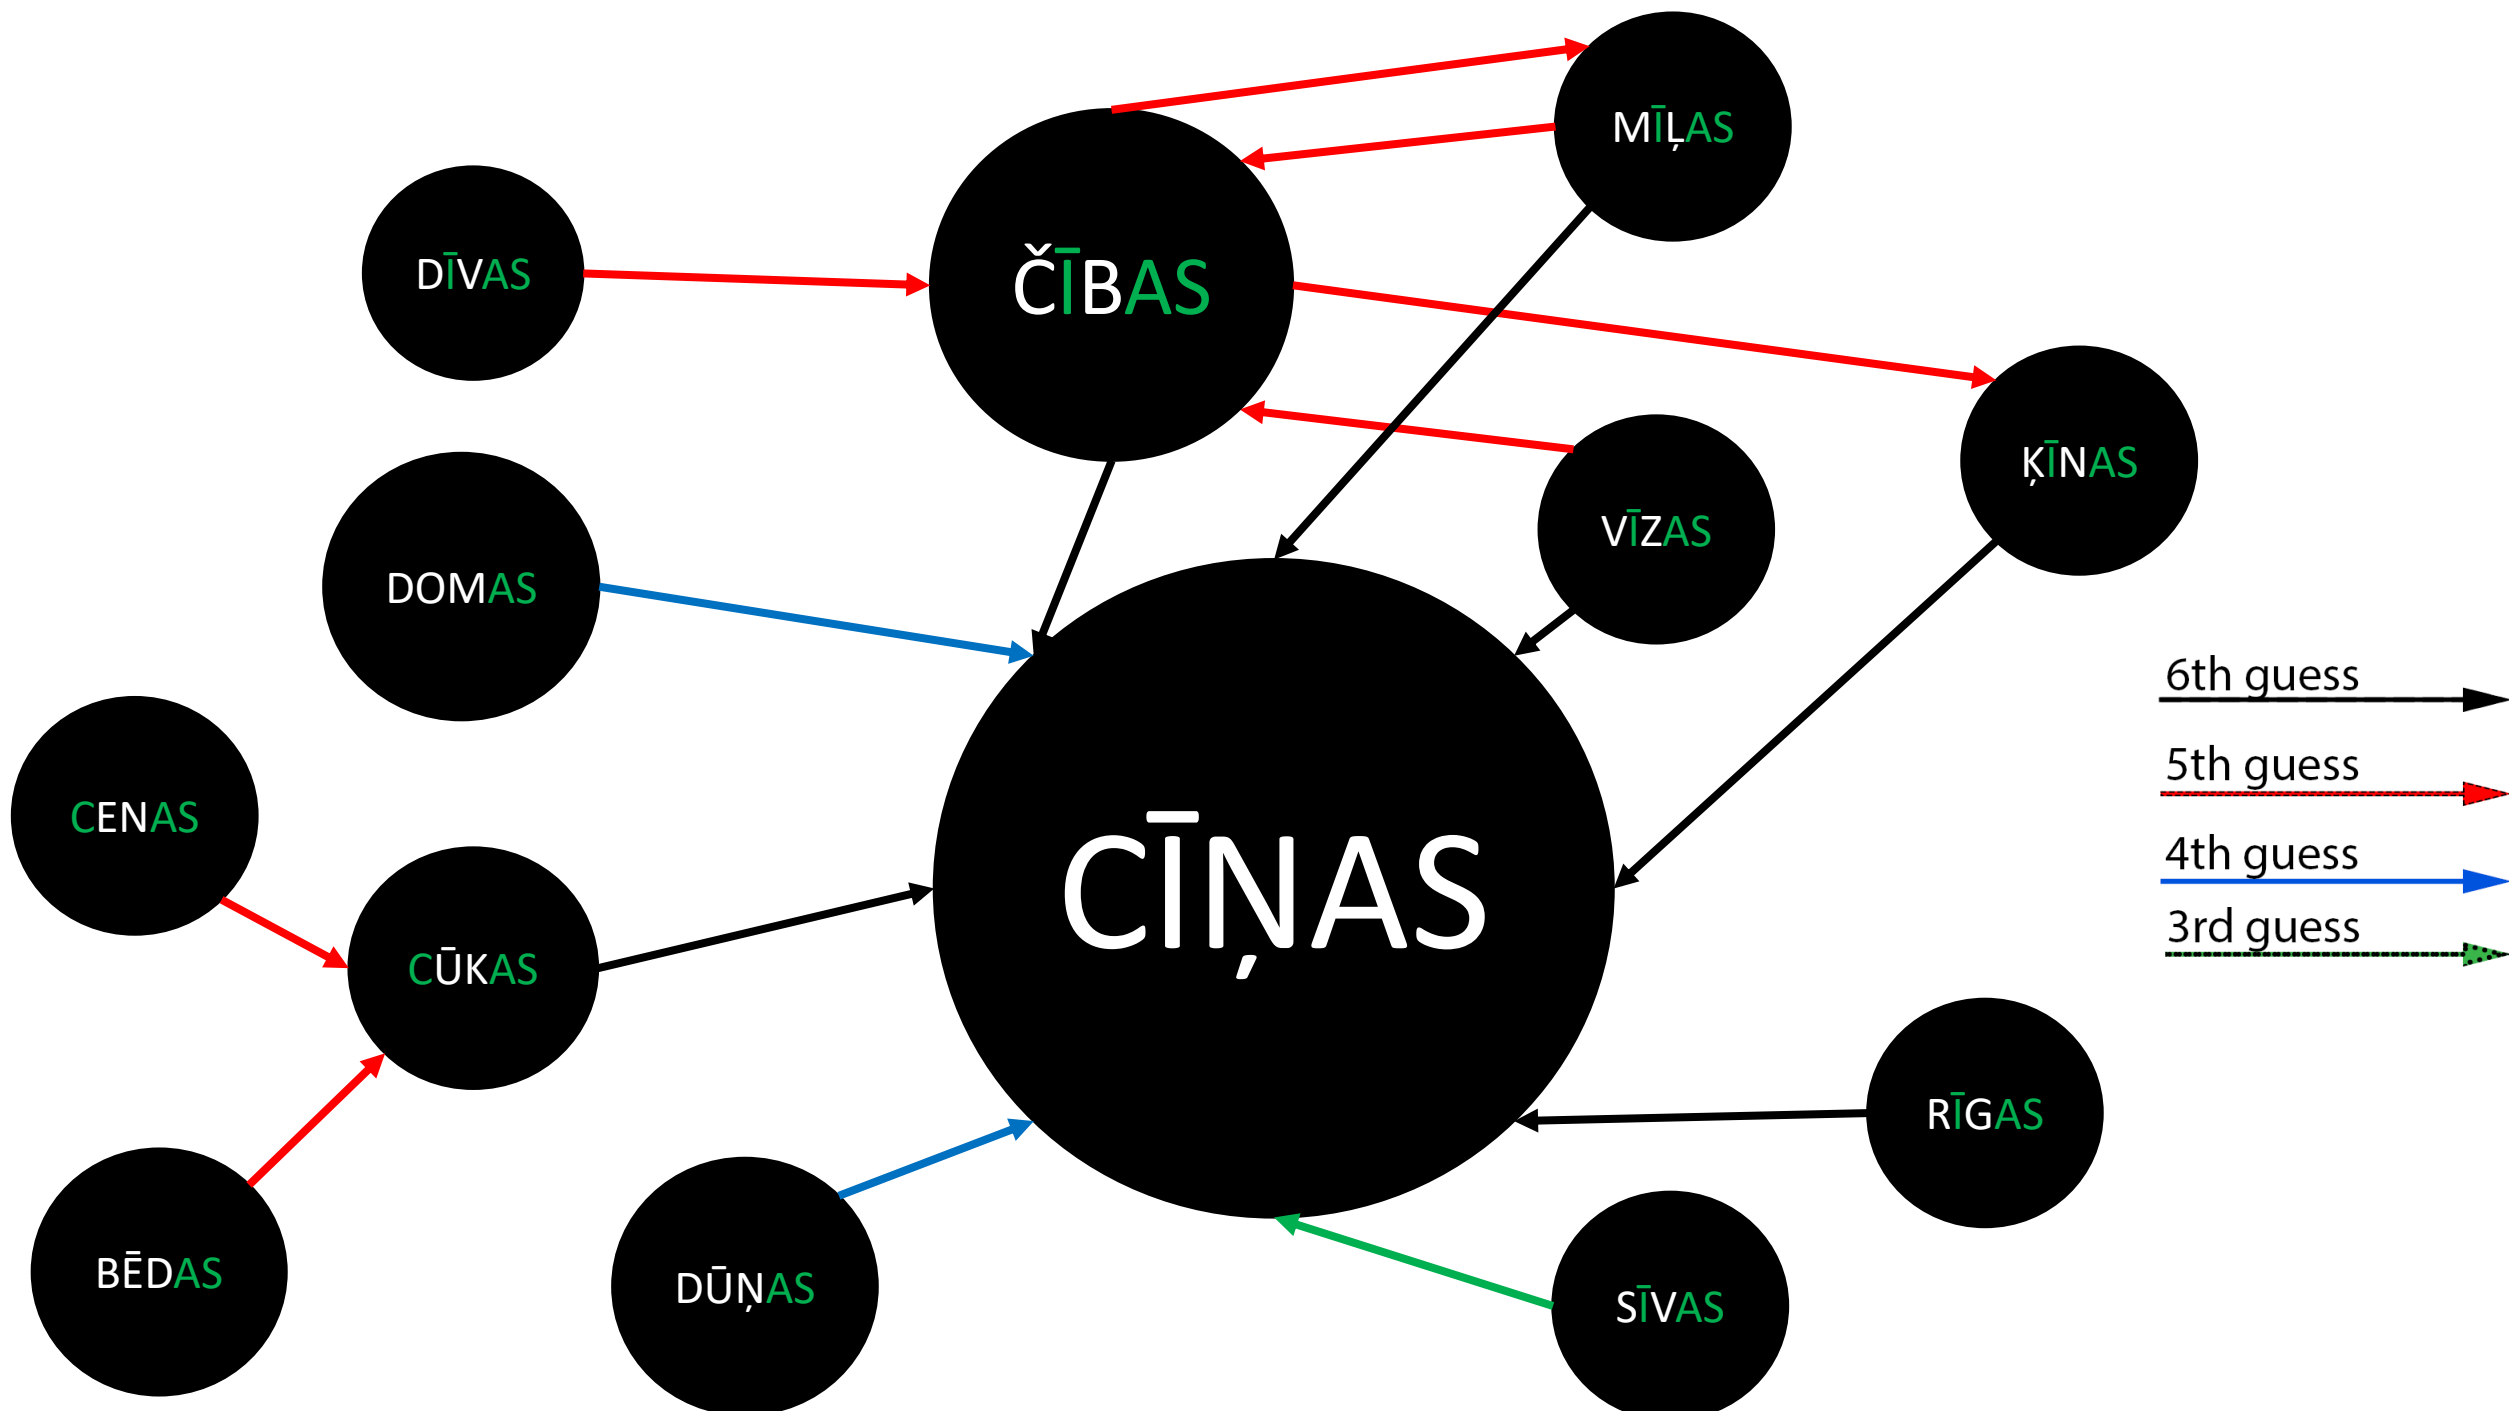 MĪĻAS
DĪVAS
ČĪBAS
ĶĪNAS
VĪZAS
DOMAS
6th guess
5th guess
4th guess
3rd guess
CENAS
CĪŅAS
CŪKAS
RĪGAS
BĒDAS
DŪŅAS
SĪVAS